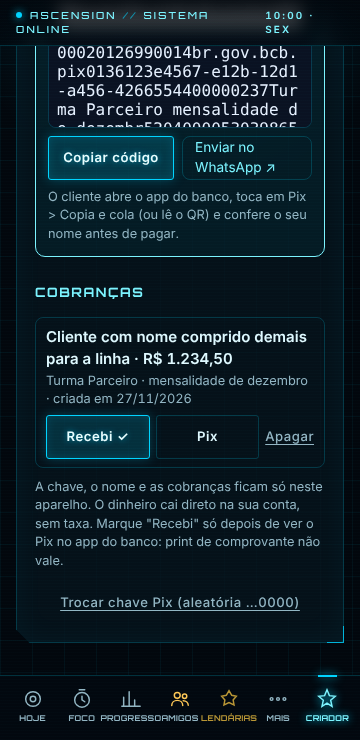 ASCENSION // SISTEMA ONLINE
10:00 · SEX
00020126990014br.gov.bcb.
pix0136123e4567-e12b-12d1
-a456-4266554400000237Tur
ma Parceiro mensalidade d
Copiar código
Enviar no WhatsApp ↗
O cliente abre o app do banco, toca em Pix
> Copia e cola (ou lê o QR) e confere o seu
nome antes de pagar.
COBRANÇAS
Cliente com nome comprido demais
para a linha · R$ 1.234,50
Turma Parceiro · mensalidade de dezembro
· criada em 27/11/2026
Recebi ✓
Pix
Apagar
A chave, o nome e as cobranças ficam só neste
aparelho. O dinheiro cai direto na sua conta,
sem taxa. Marque "Recebi" só depois de ver o
Pix no app do banco: print de comprovante não
vale.
Trocar chave Pix (aleatória …0000)
HOJE
FOCO
PROGRESSO
AMIGOS
LENDÁRIAS
MAIS
CRIADOR